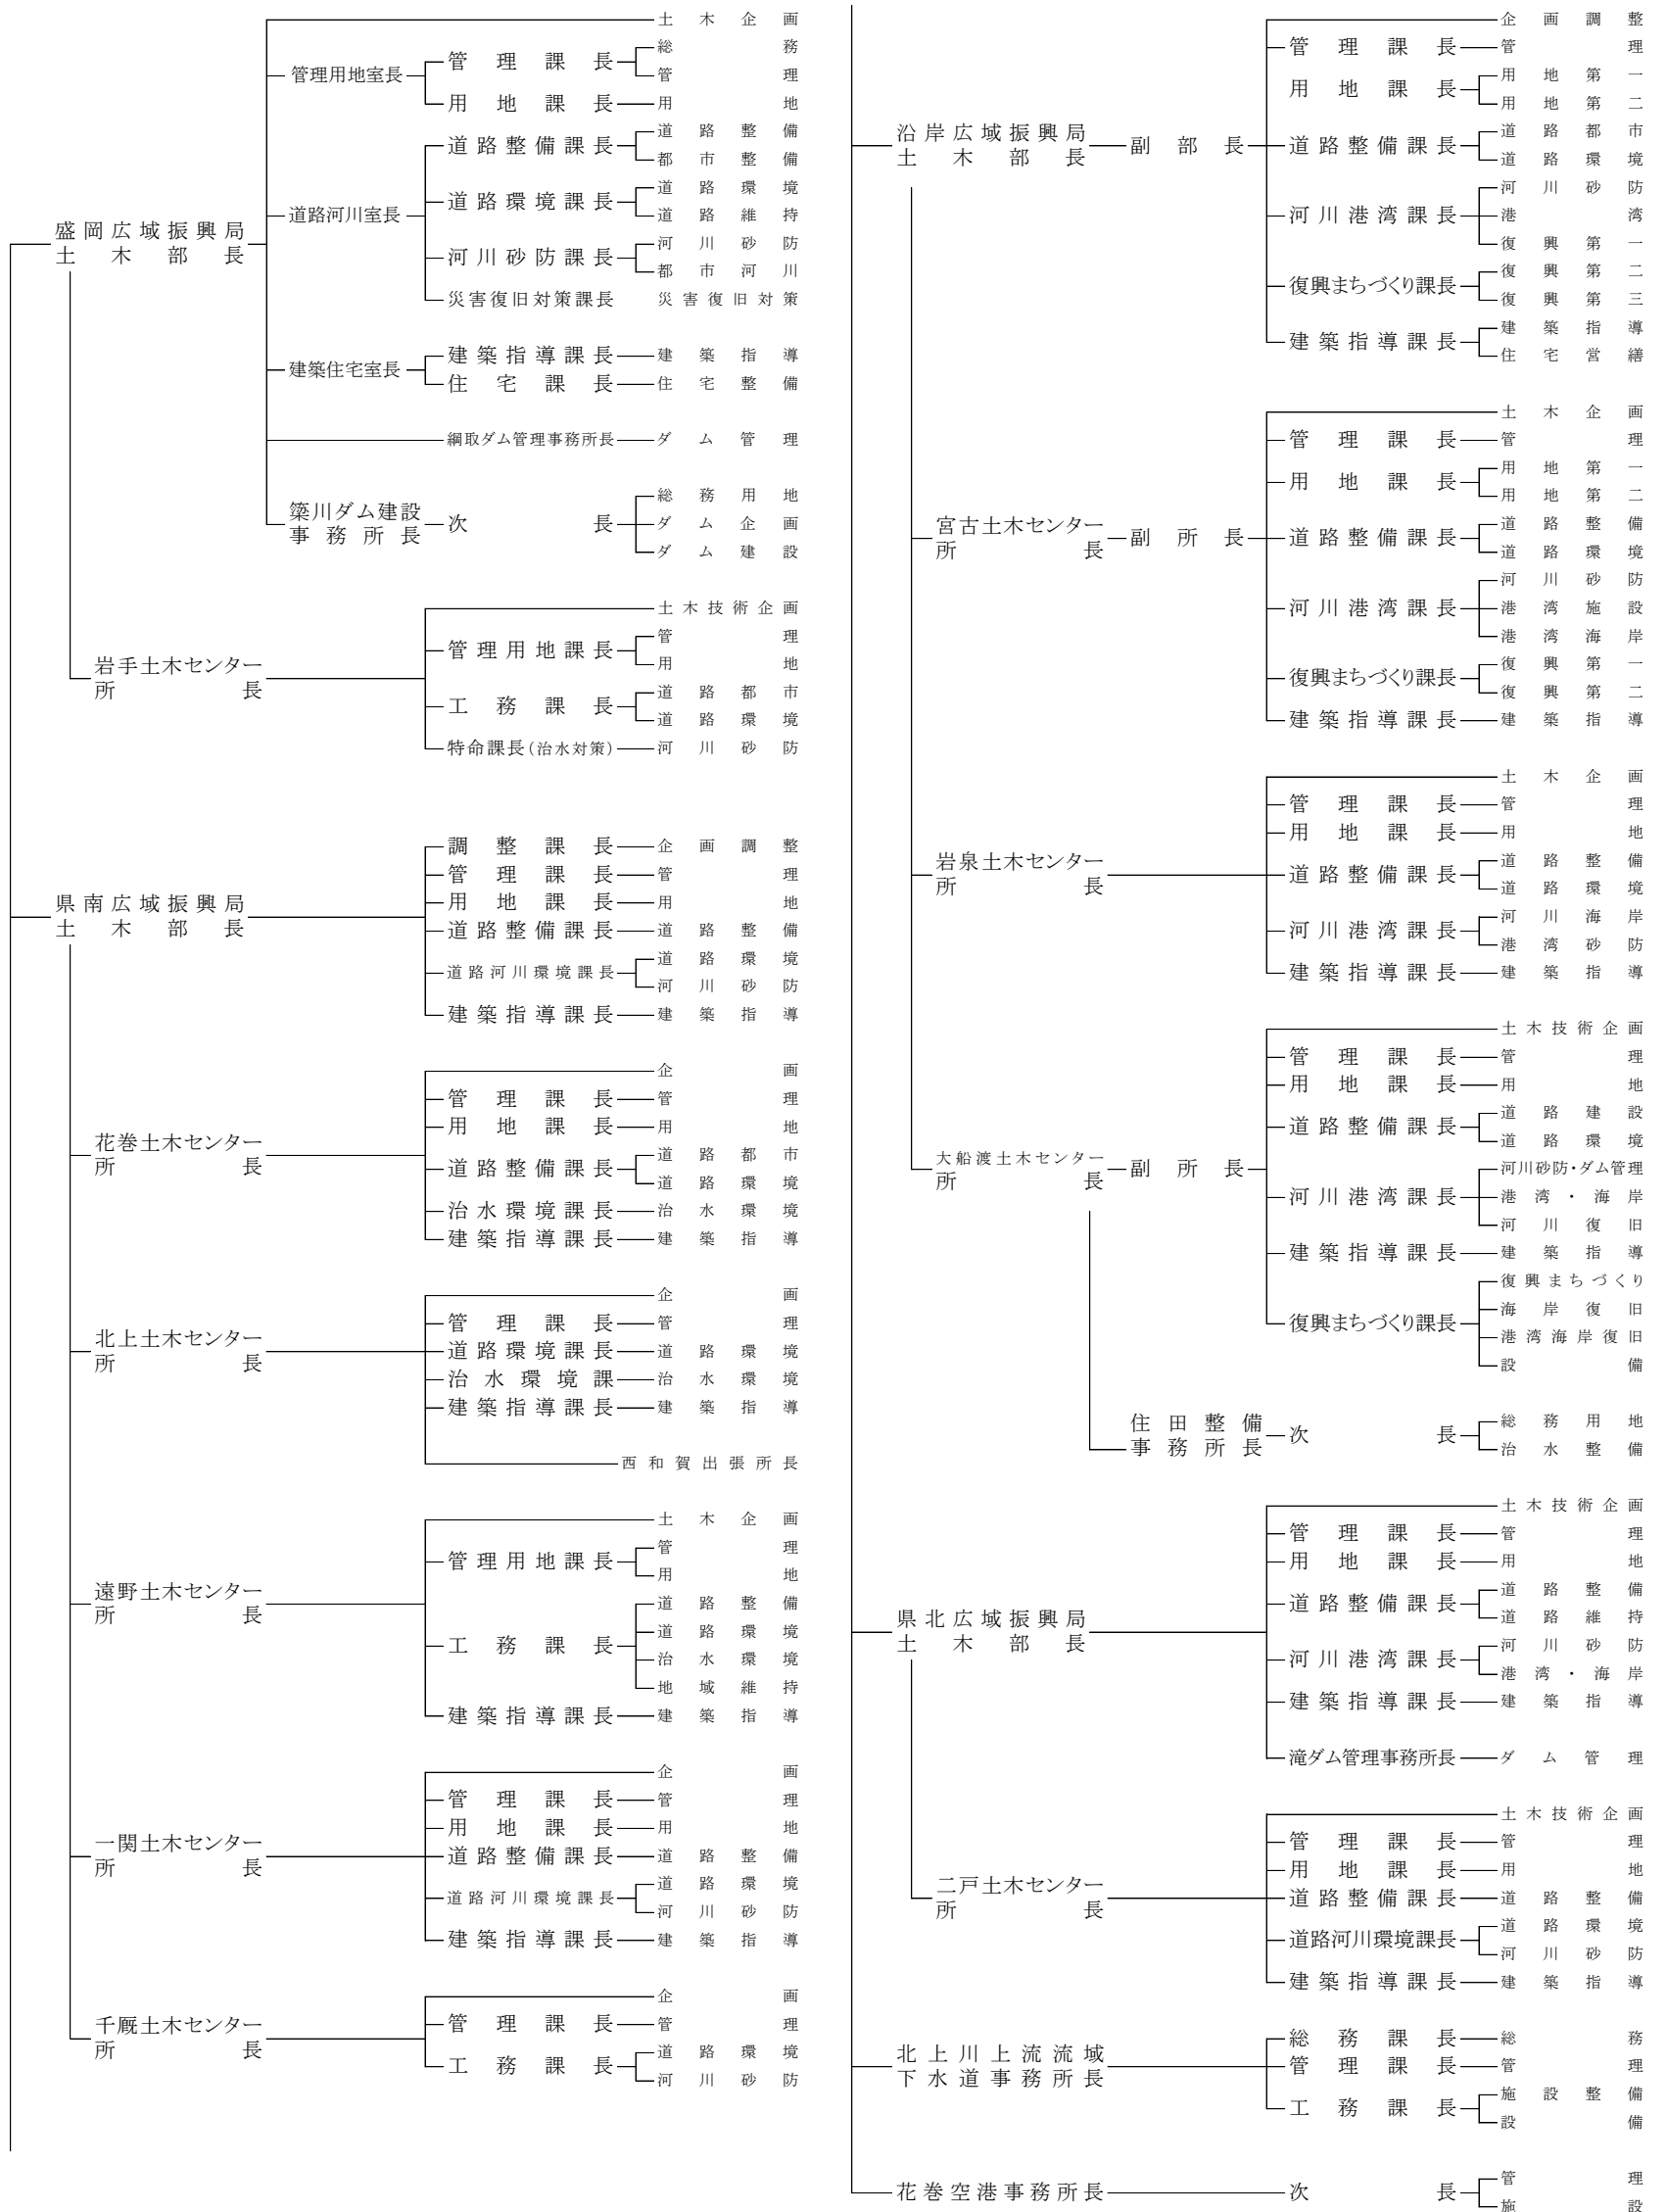 土木企画
管理用地室長 管理課長 総務
管理
用地課長 用地
道路河川室長 道路整備課長 道路整備
都市整備
道路環境課長 道路環境
道路維持
盛岡広域振興局
土木部長
河川砂防課長 河川砂防
都市河川
災害復旧対策課長 災害復旧対策
建築住宅室長 建築指導課長 建築指導
住宅課長 住宅整備
綱取ダム管理事務所長 ダム管理
簗川ダム建設
事務所長
次長 総務用地
ダム企画
ダム建設
土木技術企画
岩手土木センター
所長
管理用地課長 管理
用地
工務課長 道路都市
道路環境
特命課長(治水対策) 河川砂防
県南広域振興局
土木部長
調整課長 企画調整
管理課長 管理
用地課長 用地
道路整備課長 道路整備
道路河川環境課長 道路環境
河川砂防
建築指導課長 建築指導
花巻土木センター
所長
企画
管理課長 管理
用地課長 用地
道路整備課長 道路都市
道路環境
治水環境課長 治水環境
建築指導課長 建築指導
北上土木センター
所長
企画
管理課長 管理
道路環境課長 道路環境
治水環境課 治水環境
建築指導課長 建築指導
西和賀出張所長
遠野土木センター
所長
土木企画
管理用地課長 管理
用地
工務課長 道路整備
道路環境
治水環境
地域維持
建築指導課長 建築指導
一関土木センター
所長
企画
管理課長 管理
用地課長 用地
道路整備課長 道路整備
道路河川環境課長 道路環境
河川砂防
建築指導課長 建築指導
千厩土木センター
所長
企画
管理課長 管理
工務課長 道路環境
河川砂防
沿岸広域振興局
土木部長
副部長
企画調整
管理課長 管理
用地課長 用地第一
用地第二
道路整備課長 道路都市
道路環境
河川港湾課長 河川砂防
港湾
復興第一
復興まちづくり課長 復興第二
復興第三
建築指導課長 建築指導
住宅営繕
宮古土木センター
所長
副所長
土木企画
管理課長 管理
用地課長 用地第一
用地第二
道路整備課長 道路整備
道路環境
河川港湾課長 河川砂防
港湾施設
港湾海岸
復興まちづくり課長 復興第一
復興第二
建築指導課長 建築指導
岩泉土木センター
所長
土木企画
管理課長 管理
用地課長 用地
道路整備課長 道路整備
道路環境
河川港湾課長 河川海岸
港湾砂防
建築指導課長 建築指導
大船渡土木センター
所長
副所長
土木技術企画
管理課長 管理
用地課長 用地
道路整備課長 道路建設
道路環境
河川港湾課長 河川砂防・ダム管理
港湾・海岸
河川復旧
建築指導課長 建築指導
復興まちづくり課長 復興まちづくり
海岸復旧
港湾海岸復旧
設備
住田整備
事務所長
次長 総務用地
治水整備
県北広域振興局
土木部長
土木技術企画
管理課長 管理
用地課長 用地
道路整備課長 道路整備
道路維持
河川港湾課長 河川砂防
港湾・海岸
建築指導課長 建築指導
滝ダム管理事務所長 ダム管理
二戸土木センター
所長
土木技術企画
管理課長 管理
用地課長 用地
道路整備課長 道路整備
道路河川環境課長 道路環境
河川砂防
建築指導課長 建築指導
北上川上流流域
下水道事務所長
総務課長 総務
管理課長 管理
工務課長 施設整備
設備
花巻空港事務所長 次長 管理
施設